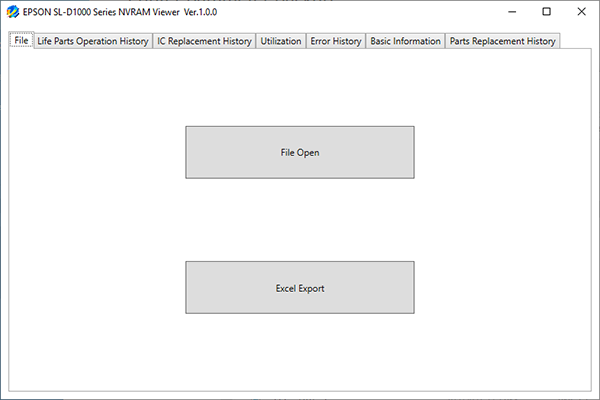 EPSON SL-D1000 Series NVRAM Viewer Ver.1.0.0
File Life Parts Operation History IC Replacement History Utilization Error History Basic Information Parts Replacement History
File Open
Excel Export